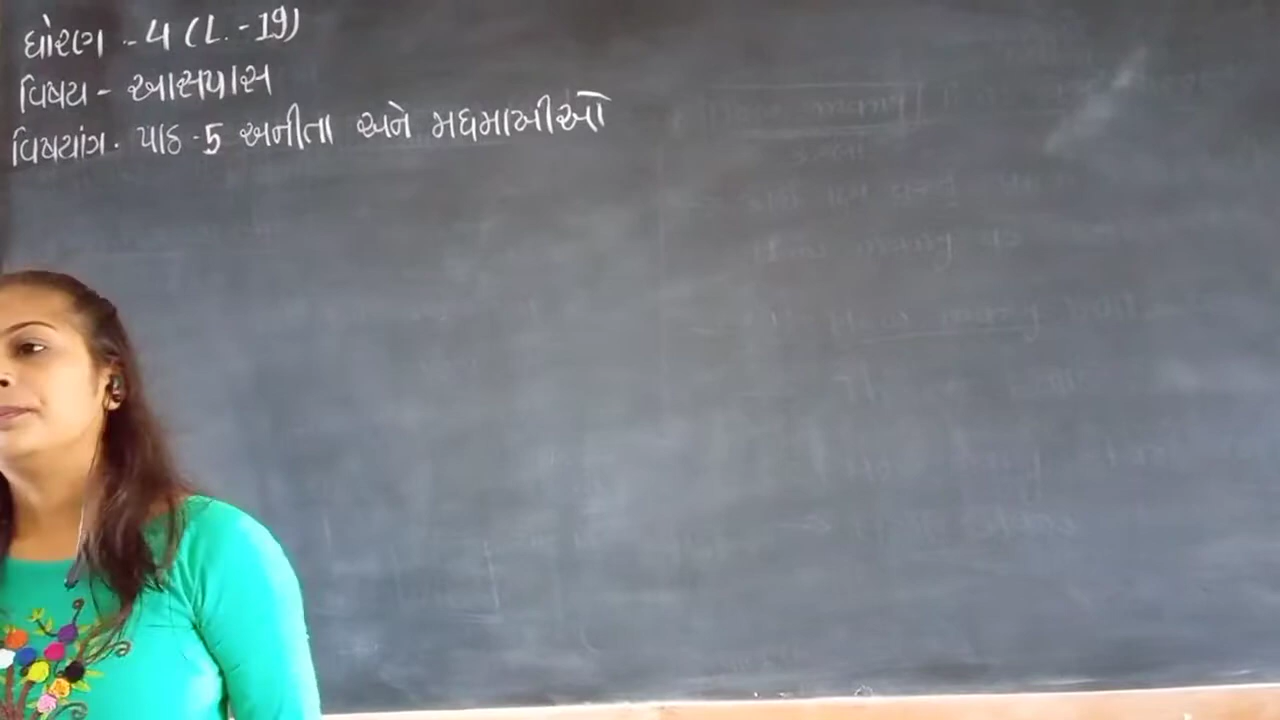 ધોરણ - 4 (L. - 19)
વિષય - આસપાસ
વિષયાંગ. પાઠ - 5 અનીતા અને મધમાખીઓ